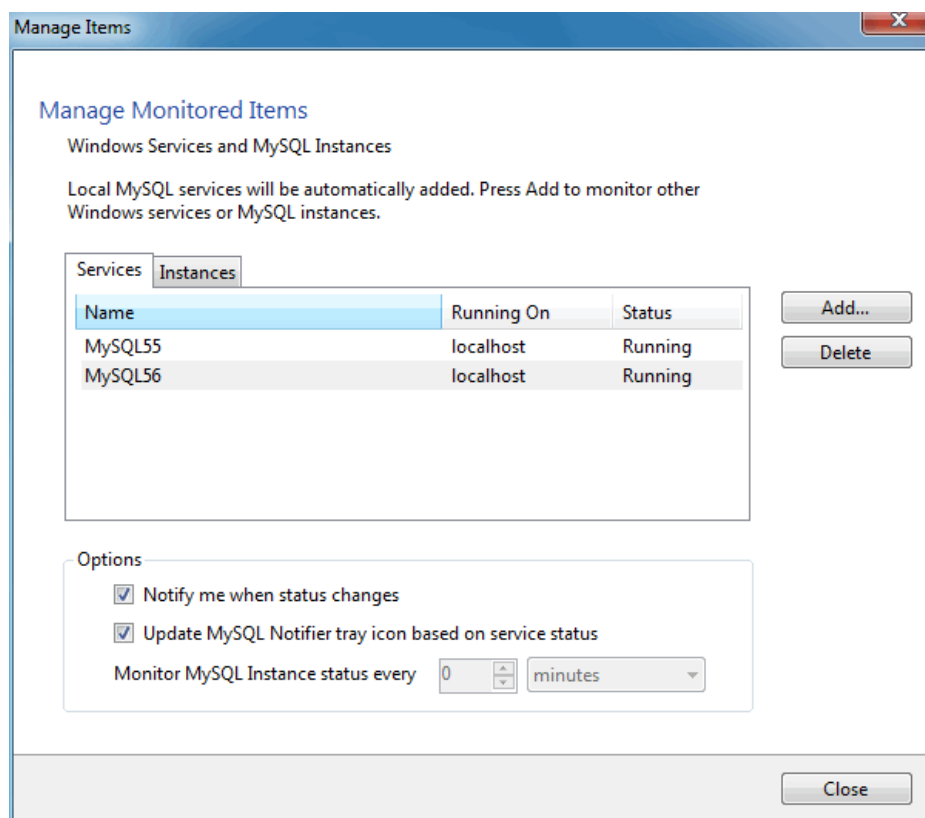 Manage Items
x
Manage Monitored Items
Windows Services and MySQL Instances
Local MySQL services will be automatically added. Press Add to monitor other
Windows services or MySQL instances.
Services Instances
Name Running On Status Add...
MySQL55 localhost Running Delete
MySQL56 localhost Running
Options
Notify me when status changes
Update MySQL Notifier tray icon based on service status
Monitor MySQL Instance status every 0 minutes
Close